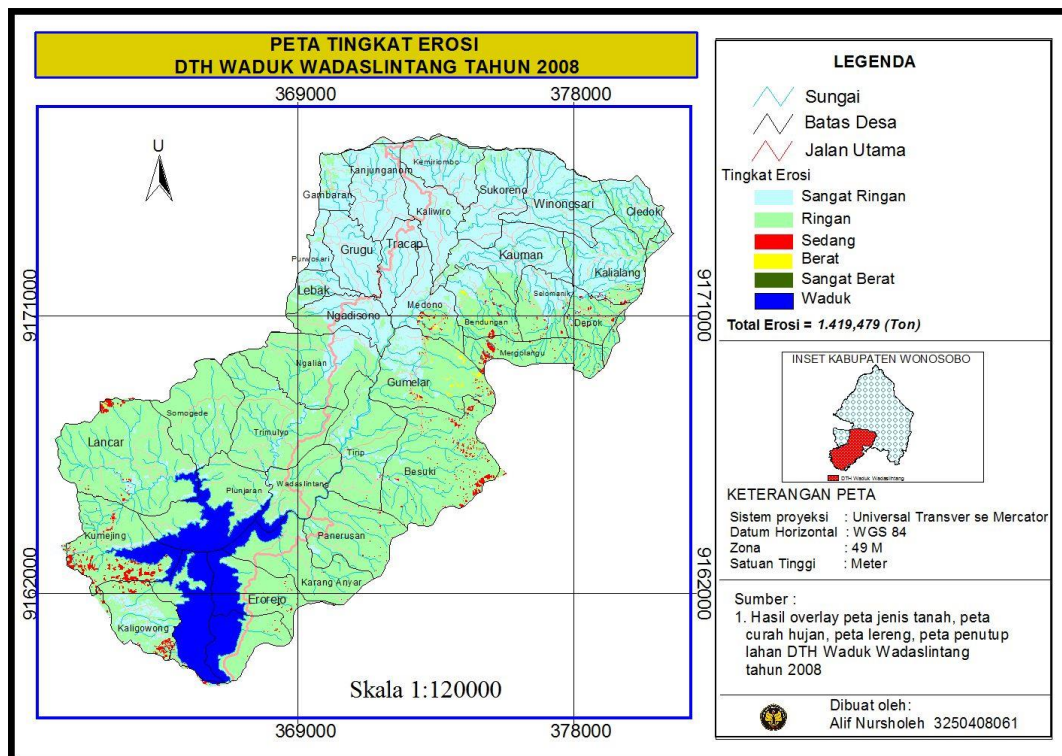 PETA TINGKAT EROSI
DTH WADUK WADASLINTANG TAHUN 2008
369000
378000
U
Kemiriombo
Tanjunganom
Sukoreno
Gambaran
Winongsari
Kaliwiro
Cledok
Grugu
Tracap
Kauman
Purwosari
Kalialang
Lebak
Selomanik
9171000
9171000
Medono
Ngadisono
Bendungan
Depok
Mergolangu
Ngalian
Gumelar
Somogede
Lancar
Trimulyo
Tirip
Besuki
Wadaslintang
Plunjaran
Kumejing
Panerusan
Karang Anyar
9162000
9162000
Erorejo
Kaligowong
Skala 1:120000
369000
378000
LEGENDA
Sungai
Batas Desa
Jalan Utama
Tingkat Erosi
Sangat Ringan
Ringan
Sedang
Berat
Sangat Berat
Waduk
Total Erosi = 1.419,479 (Ton)
INSET KABUPATEN WONOSOBO
DTH Waduk Wadaslintang
KETERANGAN PETA
Sistem proyeksi : Universal Transver se Mercator
Datum Horizontal : WGS 84
Zona : 49 M
Satuan Tinggi : Meter
Sumber :
1. Hasil overlay peta jenis tanah, peta
curah hujan, peta lereng, peta penutup
lahan DTH Waduk Wadaslintang
tahun 2008
Dibuat oleh:
Alif Nursholeh 3250408061